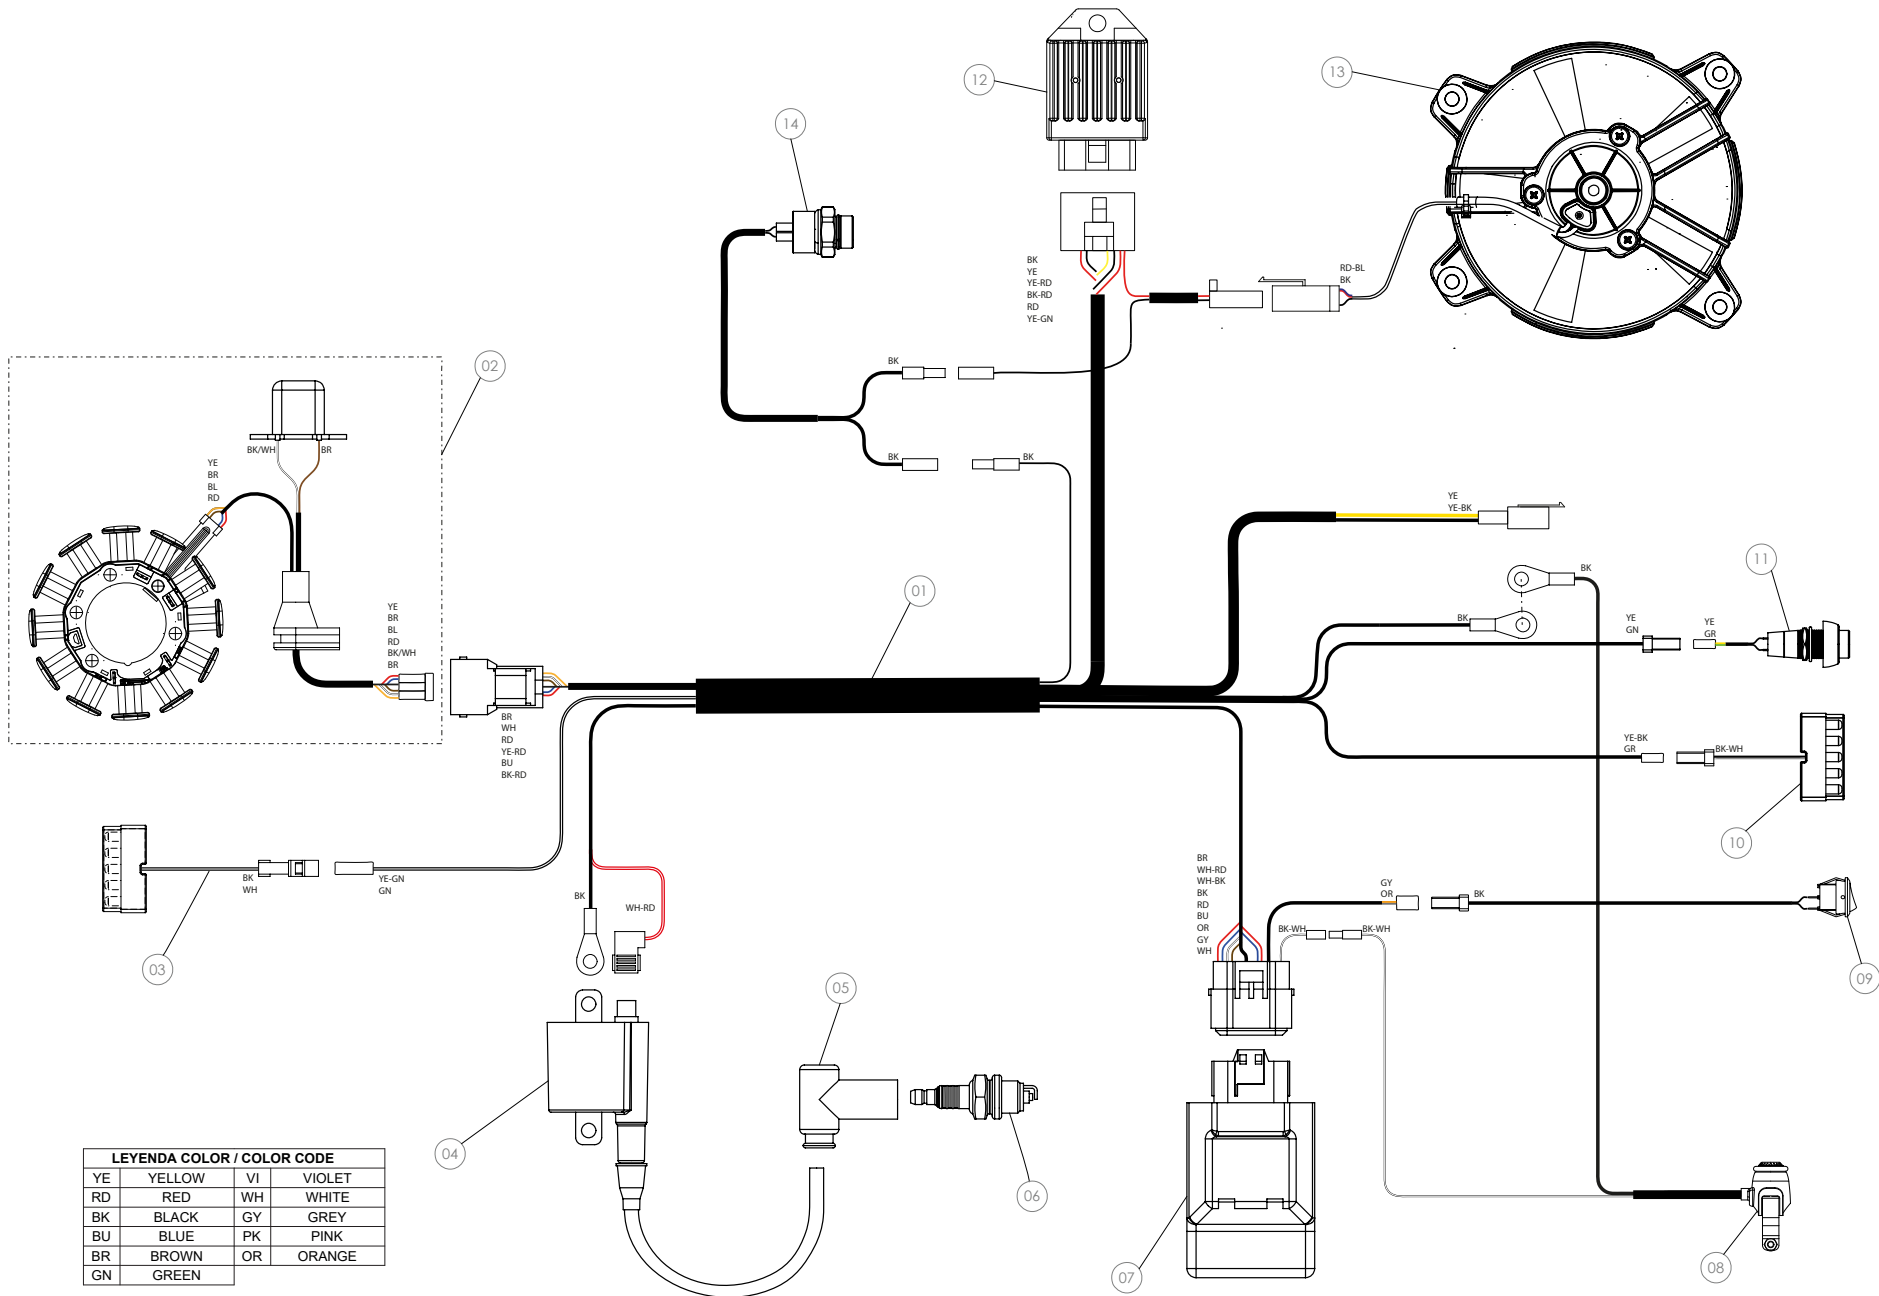 12
13
14
RD-BL
BK
BK
YE
YE-RD
BK-RD
RD
YE-GN
BK
02
BK/WH
BR
YE
BR
BL
RD
BK
BK
YE
YE-BK
11
BK
01
YE
BR
BL
RD
BK/WH
BR
BK
YE
GN
YE
GR
BR
WH
RD
YE-RD
BU
BK-RD
YE-BK
GR
BK-WH
10
BK
WH
YE-GN
GN
03
BK
WH-RD
BR
WH-RD
WH-BK
BK
RD
BU
OR
GY
WH
GY
OR
BK
BK-WH
BK-WH
09
05
04
06
07
08
LEYENDA COLOR / COLOR CODE
YE YELLOW VI VIOLET
RD RED WH WHITE
BK BLACK GY GREY
BU BLUE PK PINK
BR BROWN OR ORANGE
GN GREEN